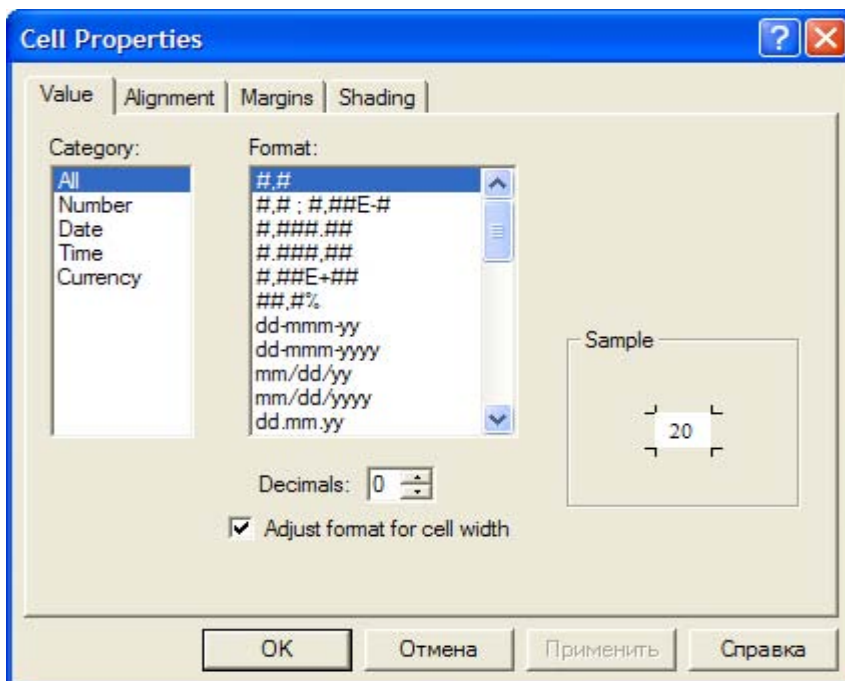 Cell Properties
Value Alignment Margins Shading
Category:
All
Number
Date
Time
Currency
Format:
#,#
#,# ; #,##E-#
#,###.##
#.###,##
#,##E+##
##,#%
dd-mmm-yy
dd-mmm-yyyy
mm/dd/yy
mm/dd/yyyy
dd.mm.yy
Sample
20
Decimals: 0
Adjust format for cell width
OK Отмена Применить Справка